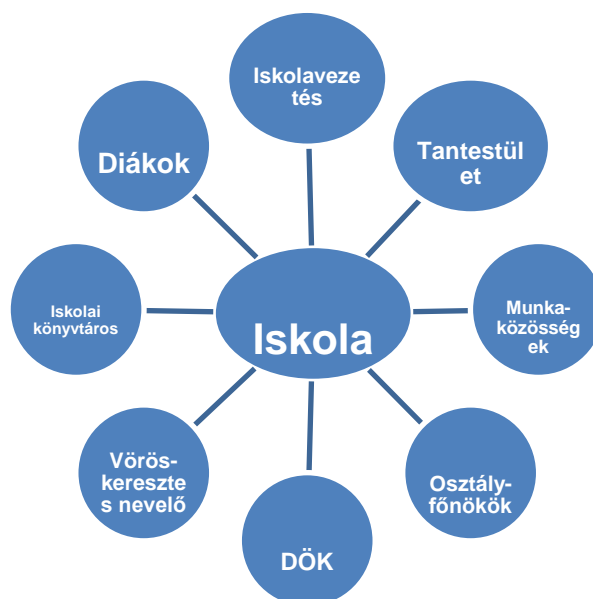 Iskolaveze
tés
Tantestül
et
Munka-
közösség
ek
Osztály-
főnökök
DÖK
Vörös-
kereszte
s nevelő
Iskolai
könyvtáros
Diákok
Iskola